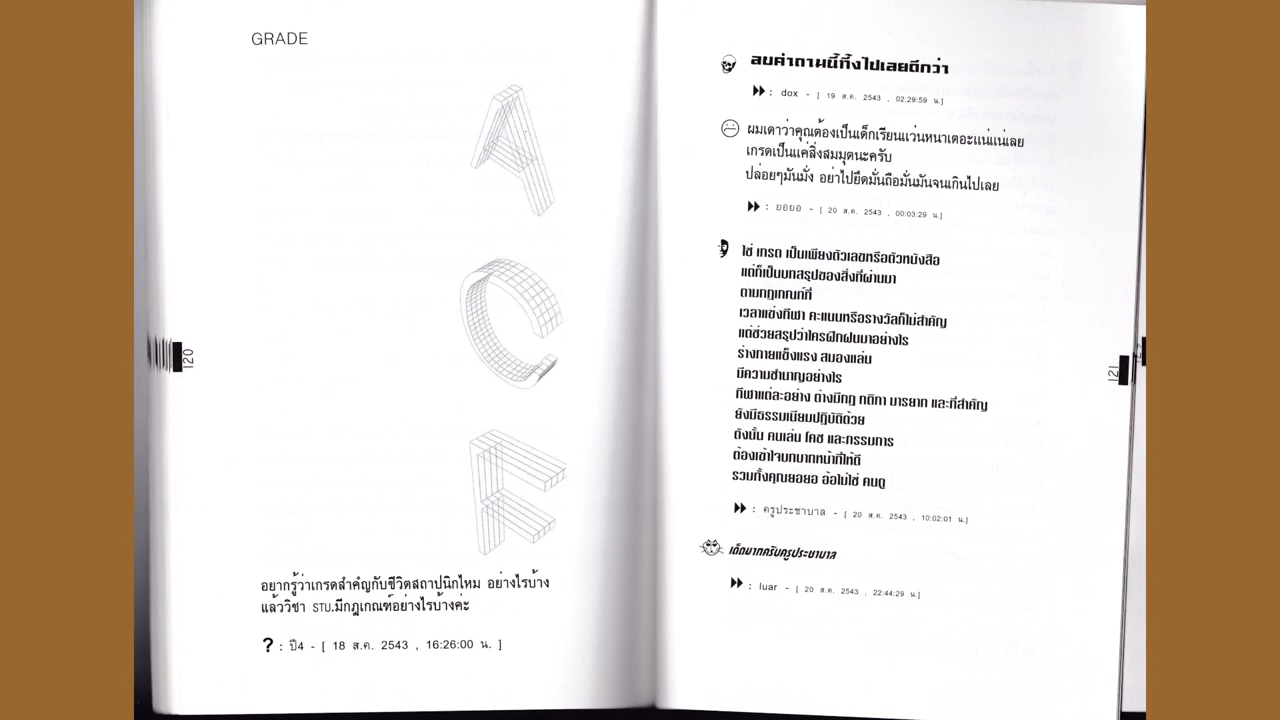 GRADE
A
C
F
อยากรู้ว่าเกรดสำคํญกับชีวิตสถาปนิกไหม อย่างไรบ้าง
แล้ววิชา STU.มีกฎเกณฑ์อย่างไรบ้างค่ะ
? : ปี4 - [ 18 ส.ค. 2543 , 16:26:00 น. ]
120
ลบคำถามนี้ทิ้งไปเลยดีกว่า
: dox - [ 19 ส.ค. 2543 , 02:29:59 น.]
ผมเดาว่าคุณต้องเป็นเด็กเรียนแว่นหนาเตอะแน่แน่เลย
เกรดเป็นแค่สิ่งสมมุตนะครับ
ปล่อยๆมันมั่ง อย่าไปยึดมั่นถือมั่นมันจนเกินไปเลย
: ยอยอ - [ 20 ส.ค. 2543 , 00:03:29 น.]
ใช่ เกรด เป็นเพียงตัวเลขหรือตัวหนังสือ
แต่ก็เป็นบทสรุปของสิ่งที่ผ่านมา
ตามกฎเกณฑ์ที่
เวลาแข่งกีฬา คะแนนหรือรางวัลก็ไม่สำคัญ
แต่ช่วยสรุปว่าใครฝึกฝนมาอย่างไร
ร่างกายแข็งแรง สมองแล่น
มีความชำนาญอย่างไร
กีฬาแต่ละอย่าง ต่างมีกฎ กติกา มารยาท และที่สำคัญ
ยังมีธรรมเนียมปฏิบัติด้วย
ดังนั้น คนเล่น โคช และกรรมการ
ต้องเข้าใจบทบาทหน้าที่ให้ดี
รวมทั้งคุณยอยอ อ้อไม่ใช่ คนดู
: ครูประชาบาล - [ 20 ส.ค. 2543 , 10:02:01 น.]
เด็ดมากครับครูประชาบาล
: luar - [ 20 ส.ค. 2543 , 22:44:29 น.]
121